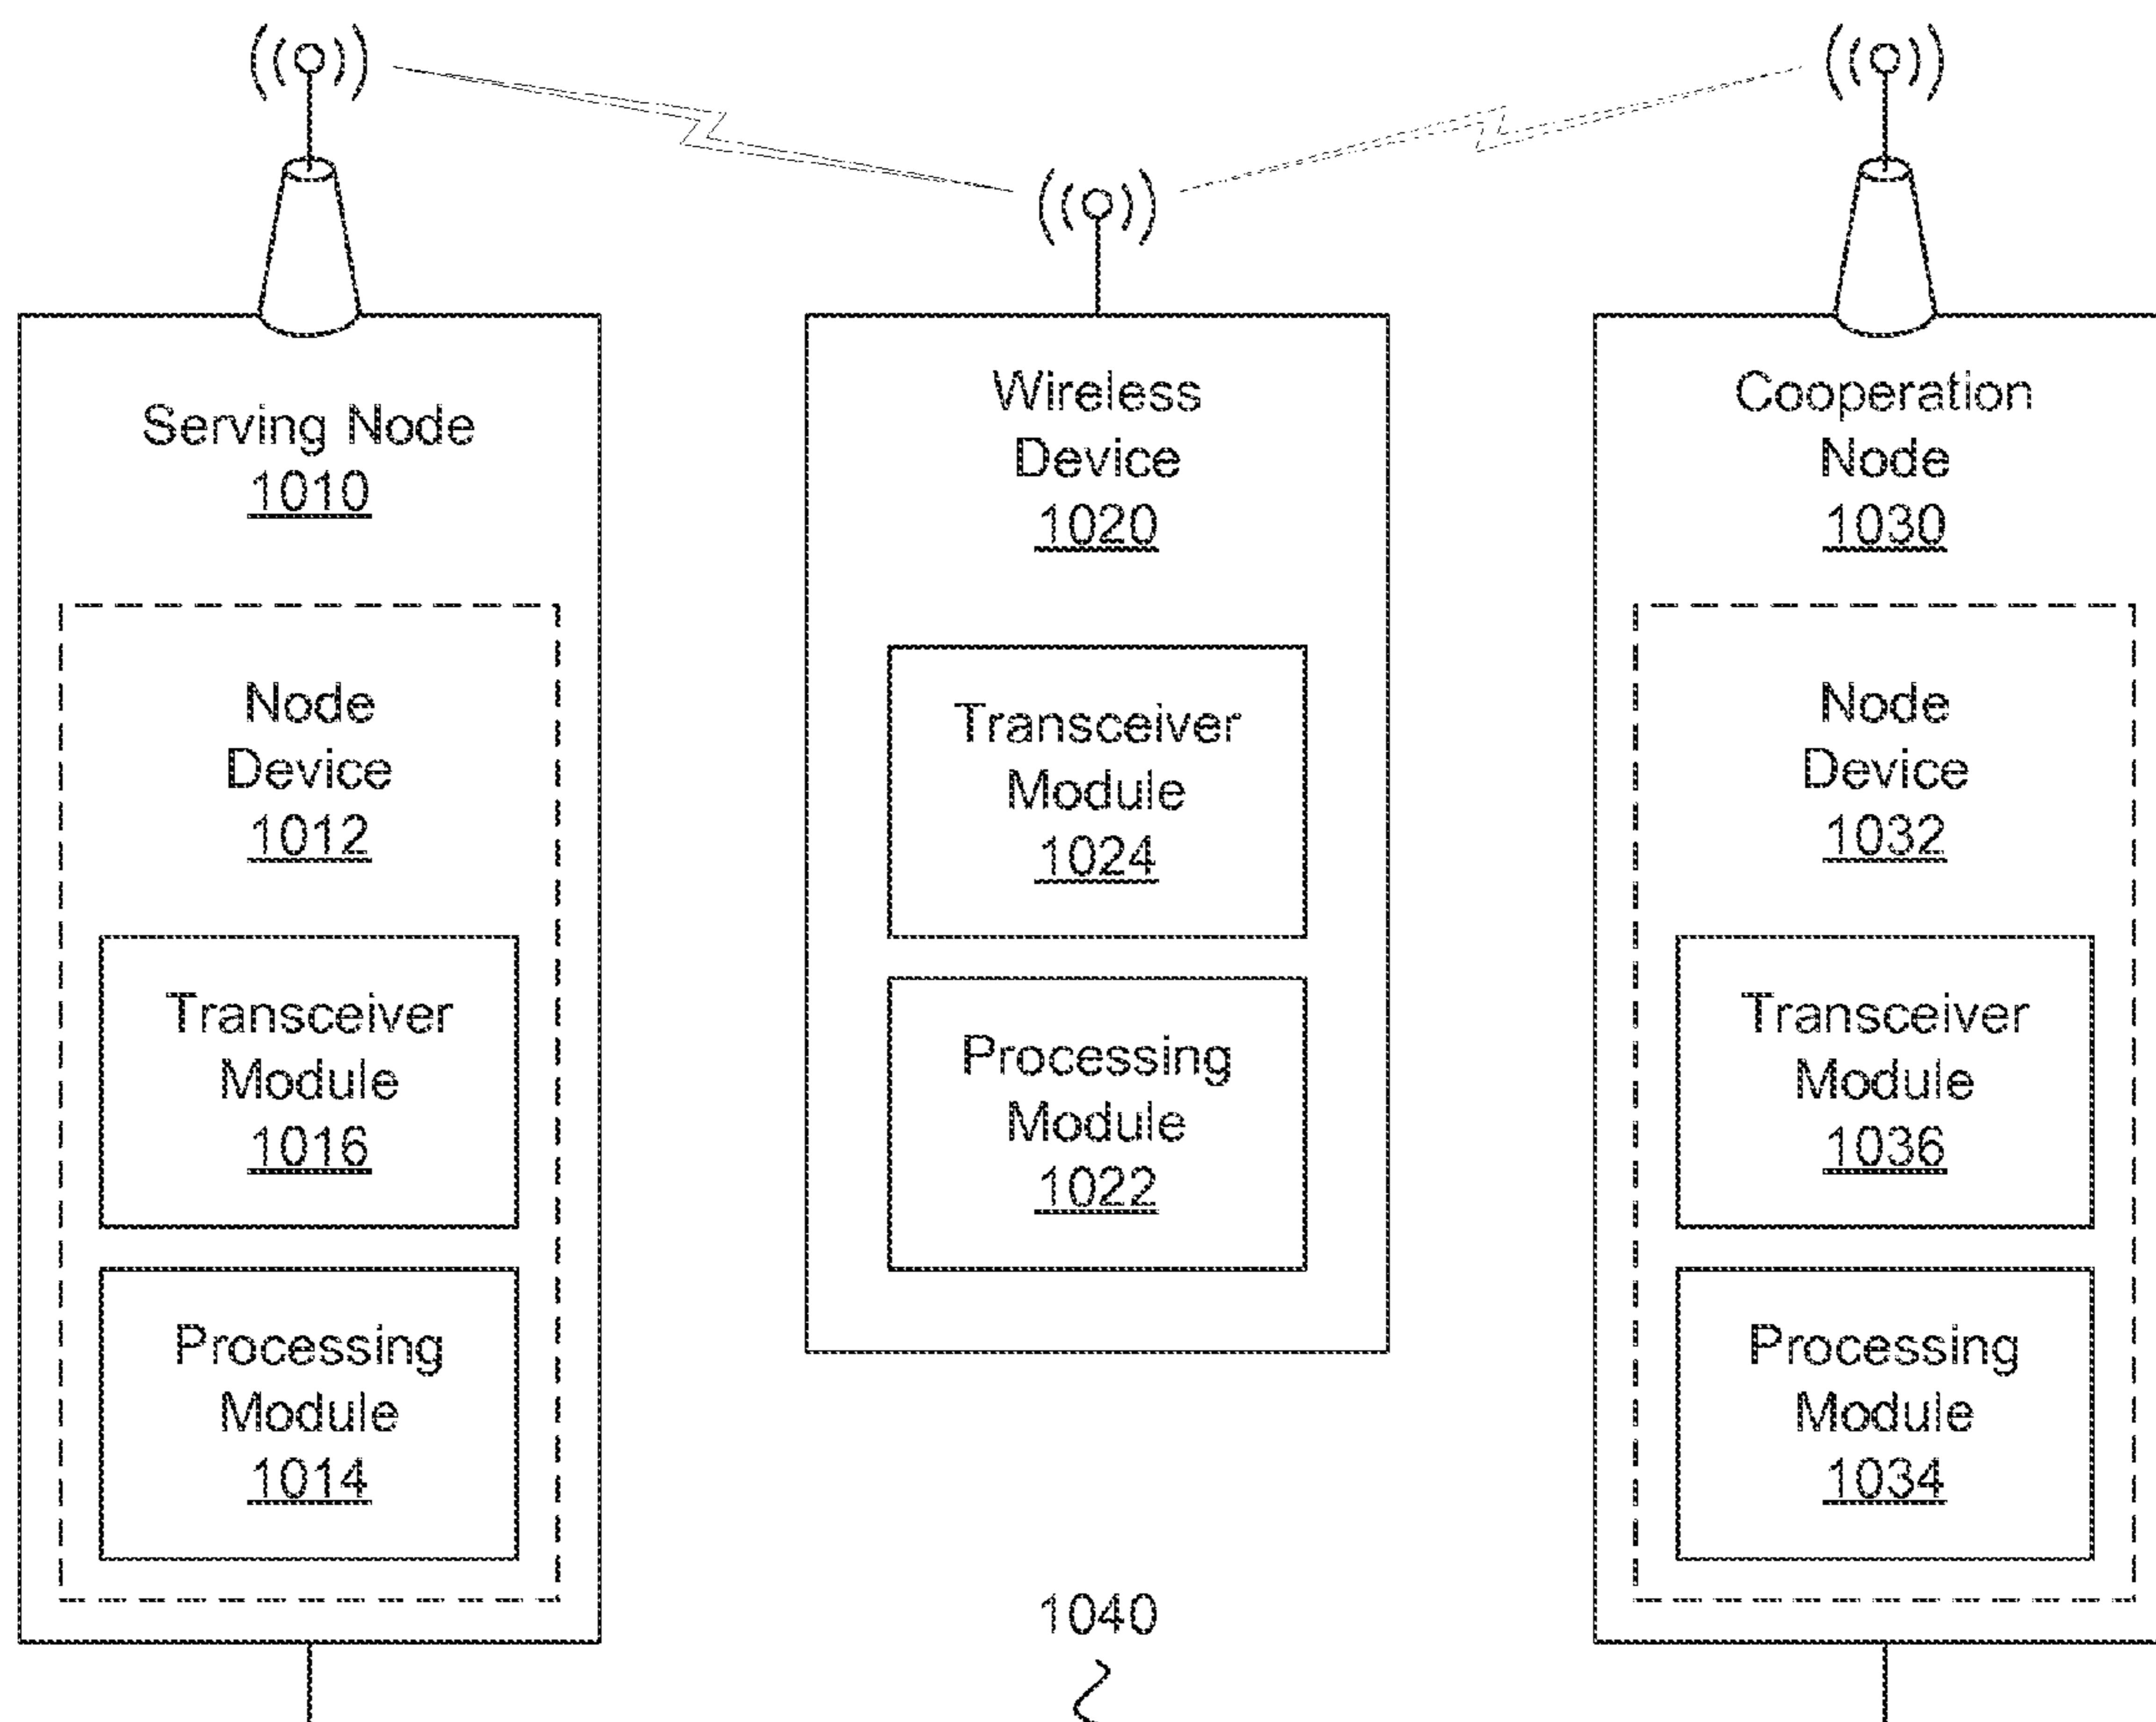 Serving Node
1010
Node
Device
1012
Transceiver
Module
1016
Processing
Module
1014
Wireless
Device
1020
Transceiver
Module
1024
Processing
Module
1022
Cooperation
Node
1030
Node
Device
1032
Transceiver
Module
1036
Processing
Module
1034
1040